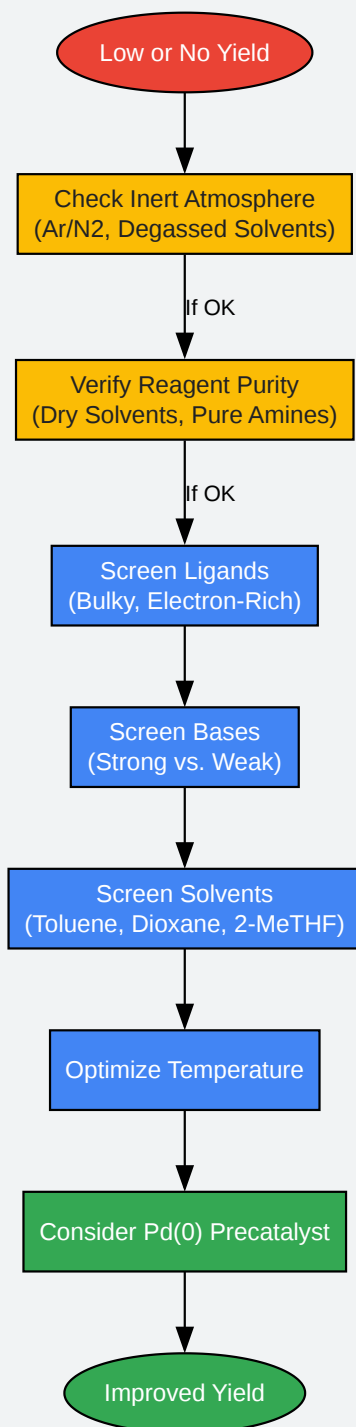 Low or No Yield
Check Inert Atmosphere
(Ar/N2, Degassed Solvents)
If OK
Verify Reagent Purity
(Dry Solvents, Pure Amines)
If OK
Screen Ligands
(Bulky, Electron-Rich)
Screen Bases
(Strong vs. Weak)
Screen Solvents
(Toluene, Dioxane, 2-MeTHF)
Optimize Temperature
Consider Pd(0) Precatalyst
Improved Yield